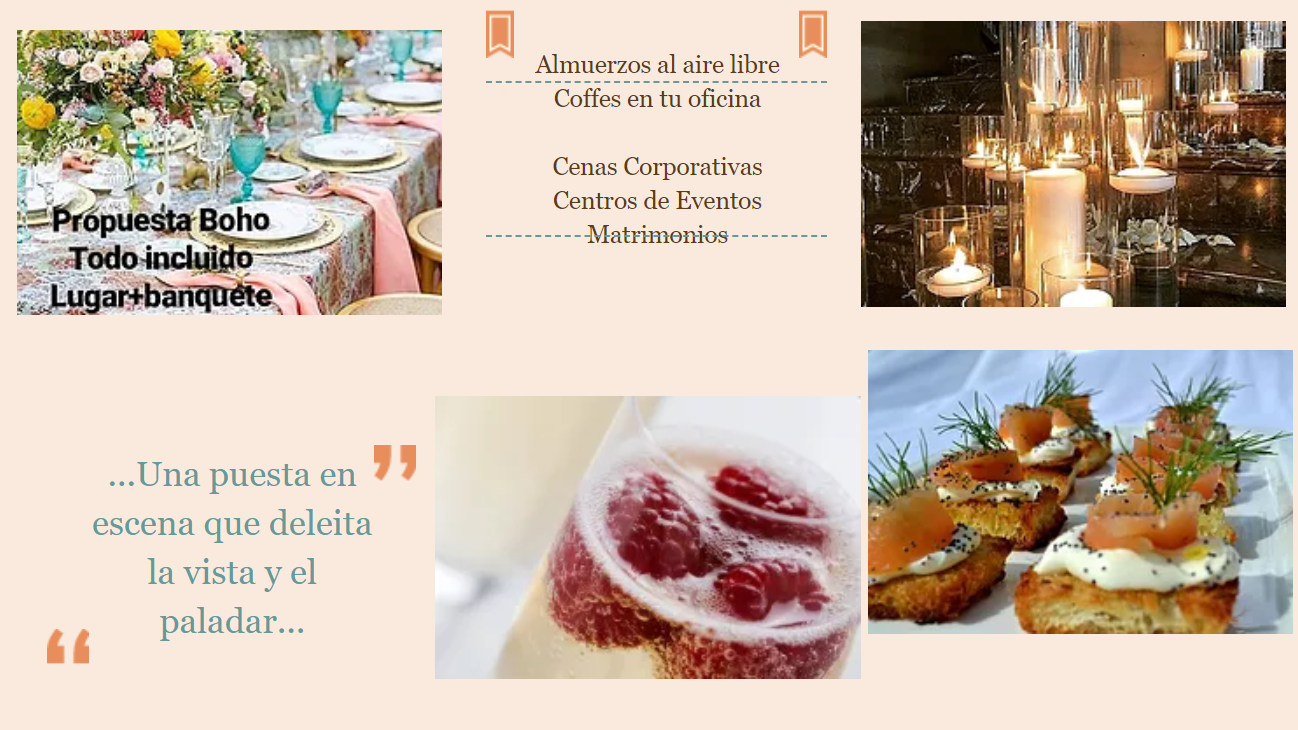 Almuerzos al aire libre
Coffes en tu oficina
Cenas Corporativas
Centros de Eventos
Matrimonios
Propuesta Boho
Todo incluido
Lugar+banquete
...Una puesta en
escena que deleita
la vista y el
paladar...